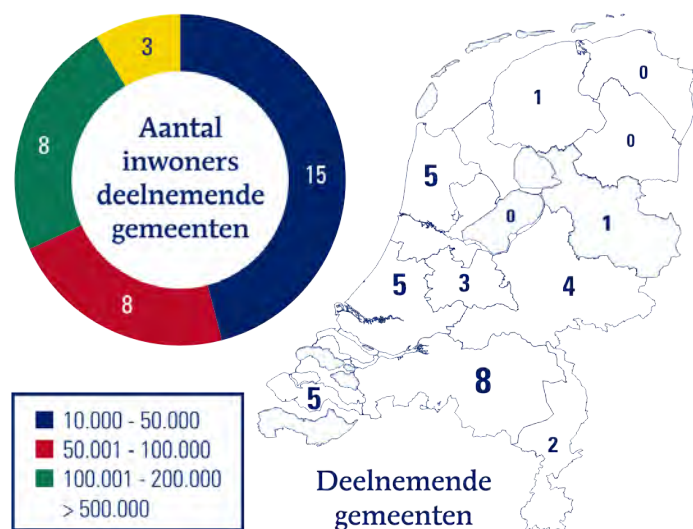 3
8
15
8
Aantal
inwoners
deelnemende
gemeenten
10.000 - 50.000
50.001 - 100.000
100.001 - 200.000
> 500.000
0
1
0
5
0
1
5
3
4
8
5
2
Deelnemende
gemeenten